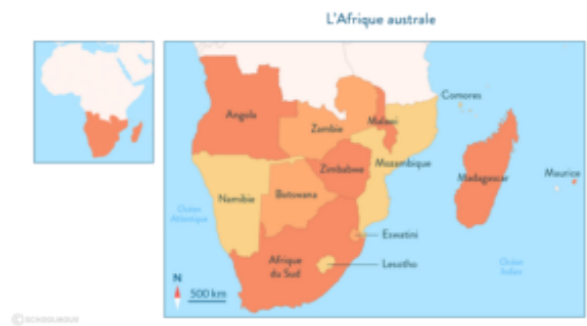 L'Afrique australe
Comores
Angola
Malawi
Zambie
Mozambique
Zimbabwe
Madagascar
Maurice
Namibie
Botswana
Océan
Atlantique
Eswatini
Afrique
du Sud
Lesotho
Océan
Indien
N
500 km
©SCHOOLMOUV